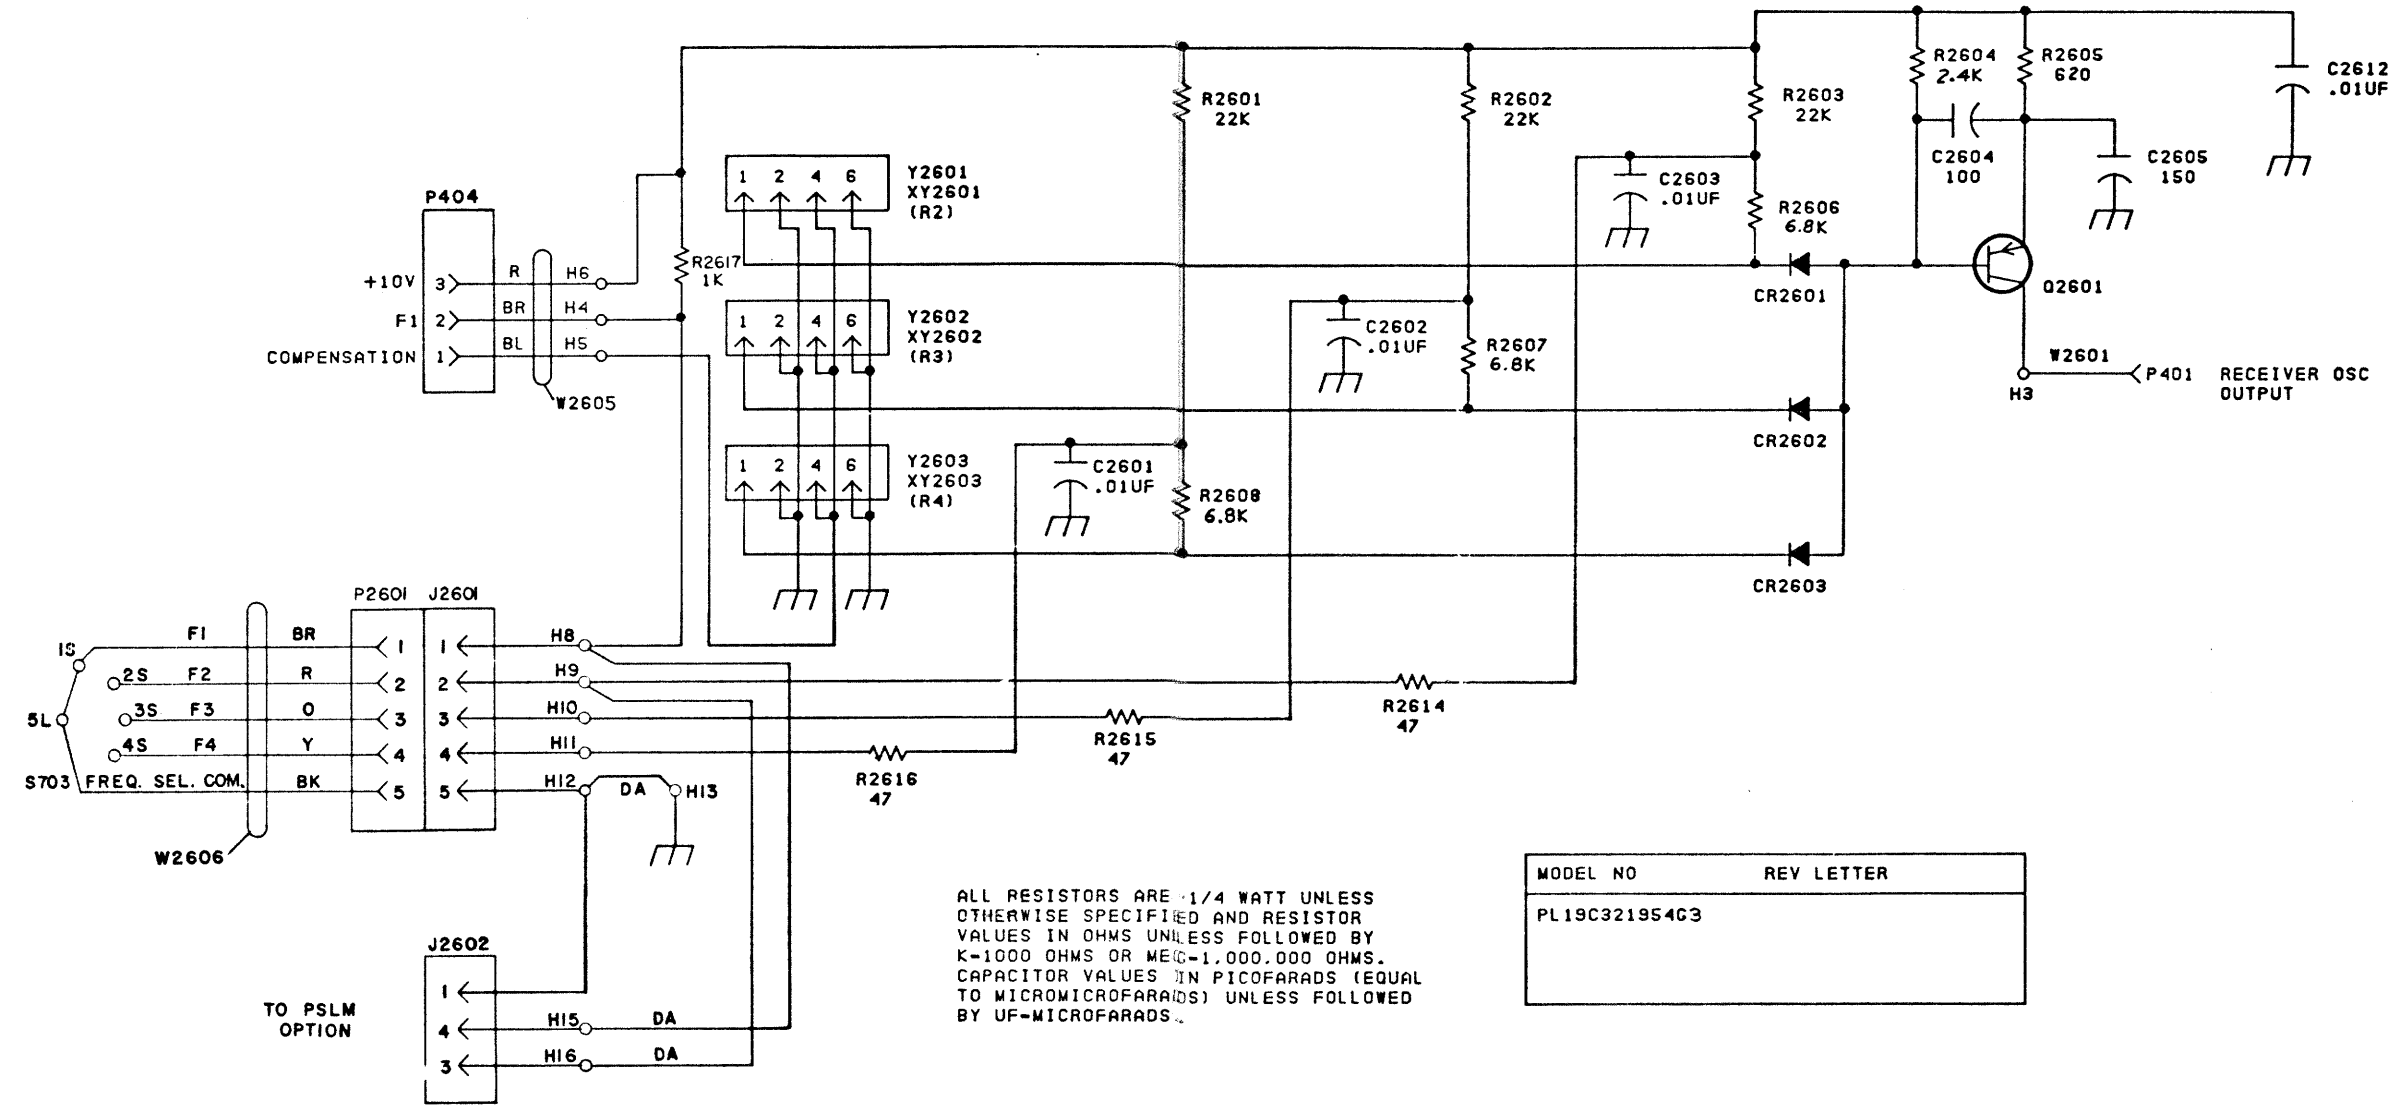 R2604
2.4K
R2605
620
C2612
.01UF
R2601
22K
R2602
22K
R2603
22K
C2604
100
C2605
150
P404
1 2 4 6
Y2601
XY2601
(R2)
C2603
.01UF
R2606
6.8K
+10V 3 R H6
R2617
1K
F1 2 BR H4
COMPENSATION 1 BL H5
W2605
CR2601
Q2601
1 2 4 6
Y2602
XY2602
(R3)
C2602
.01UF
R2607
6.8K
W2601
H3
P401 RECEIVER OSC
OUTPUT
CR2602
1 2 4 6
Y2603
XY2603
(R4)
C2601
.01UF
R2608
6.8K
CR2603
P2601 J2601
1S F1 BR 1 1 H8
2S F2 R 2 2 H9
5L 3S F3 O 3 3 H10
4S F4 Y 4 4 H11
S703 FREQ. SEL. COM. BK 5 5 H12 DA H13
W2606
R2614
47
R2615
47
R2616
47
J2602
TO PSLM
OPTION
1
4 H15 DA
3 H16 DA
ALL RESISTORS ARE 1/4 WATT UNLESS
OTHERWISE SPECIFIED AND RESISTOR
VALUES IN OHMS UNLESS FOLLOWED BY
K=1000 OHMS OR MEG=1,000,000 OHMS.
CAPACITOR VALUES IN PICOFARADS (EQUAL
TO MICROMICROFARADS) UNLESS FOLLOWED
BY UF=MICROFARADS.
MODEL NO REV LETTER
PL19C321954G3